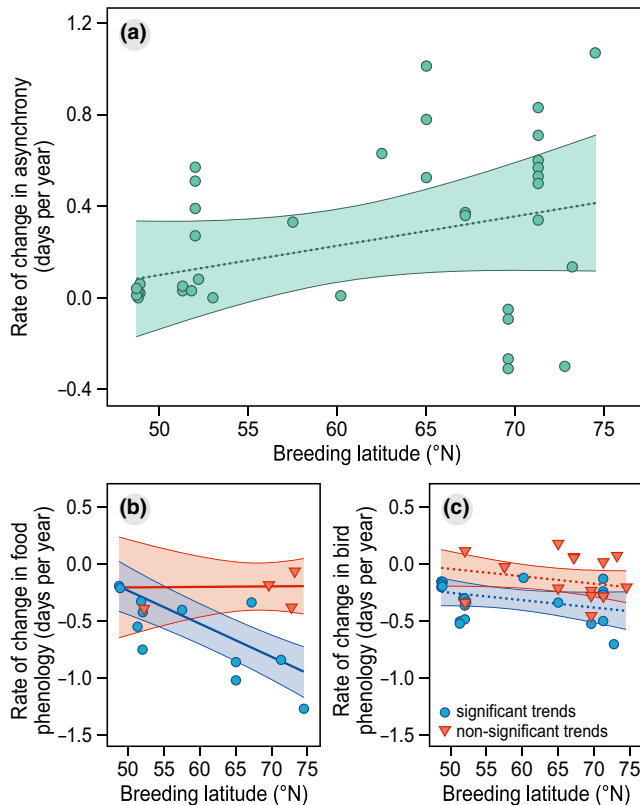 (a)
Rate of change in asynchrony
(days per year)
1.2
0.8
0.4
0.0
−0.4
50 55 60 65 70 75
Breeding latitude (°N)
(b)
Rate of change in food
phenology (days per year)
0.5
0.0
−0.5
−1.0
−1.5
50 55 60 65 70 75
Breeding latitude (°N)
(c)
Rate of change in bird
phenology (days per year)
0.5
0.0
−0.5
−1.0
−1.5
significant trends
non-significant trends
50 55 60 65 70 75
Breeding latitude (°N)